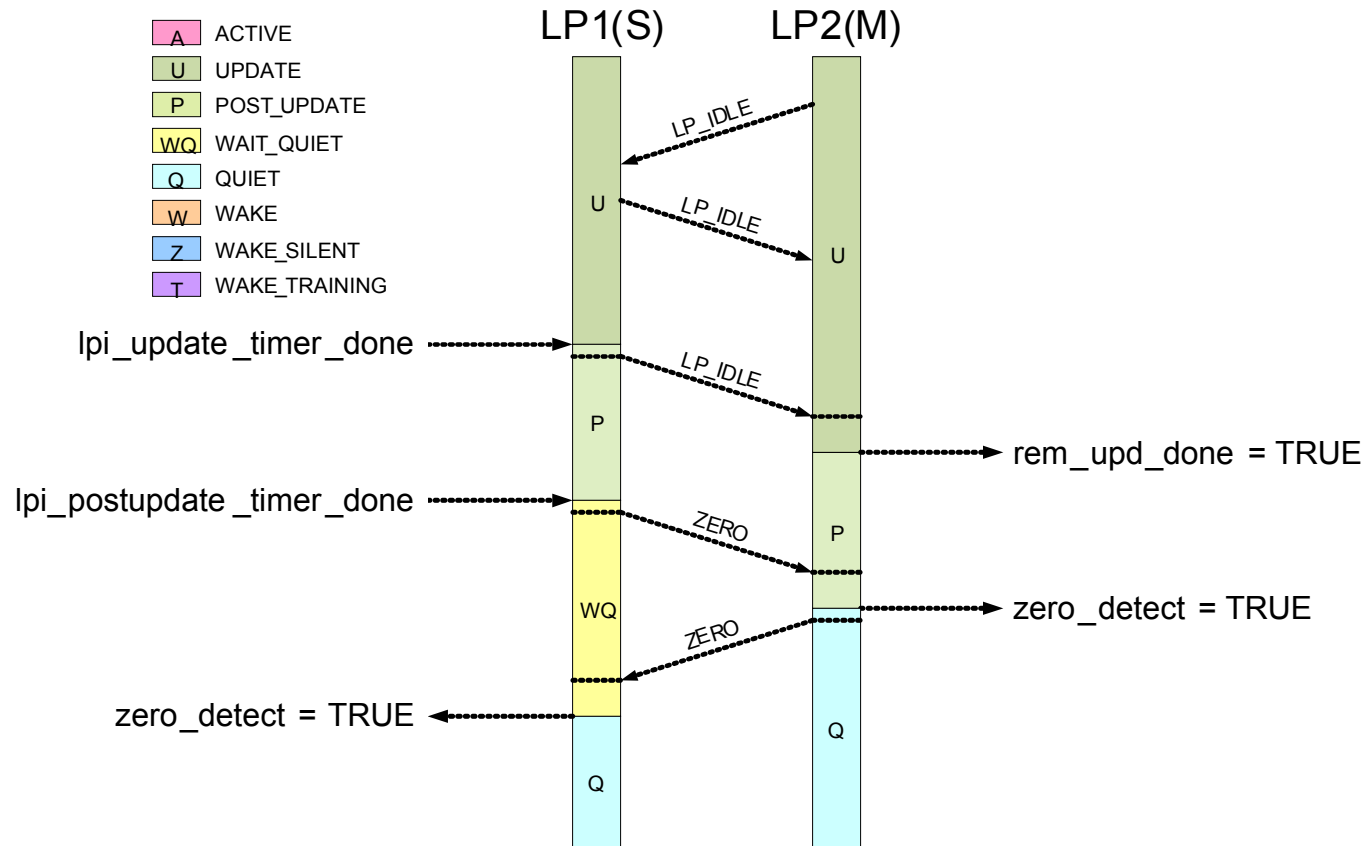 LP1(S) LP2(M)
A ACTIVE
U UPDATE
P POST_UPDATE
WQ WAIT_QUIET
Q QUIET
W WAKE
Z WAKE_SILENT
T WAKE_TRAINING
LP_IDLE
U
LP_IDLE
U
lpi_update_timer_done
LP_IDLE
P
rem_upd_done = TRUE
lpi_postupdate_timer_done
ZERO
P
WQ
zero_detect = TRUE
ZERO
zero_detect = TRUE
Q
Q